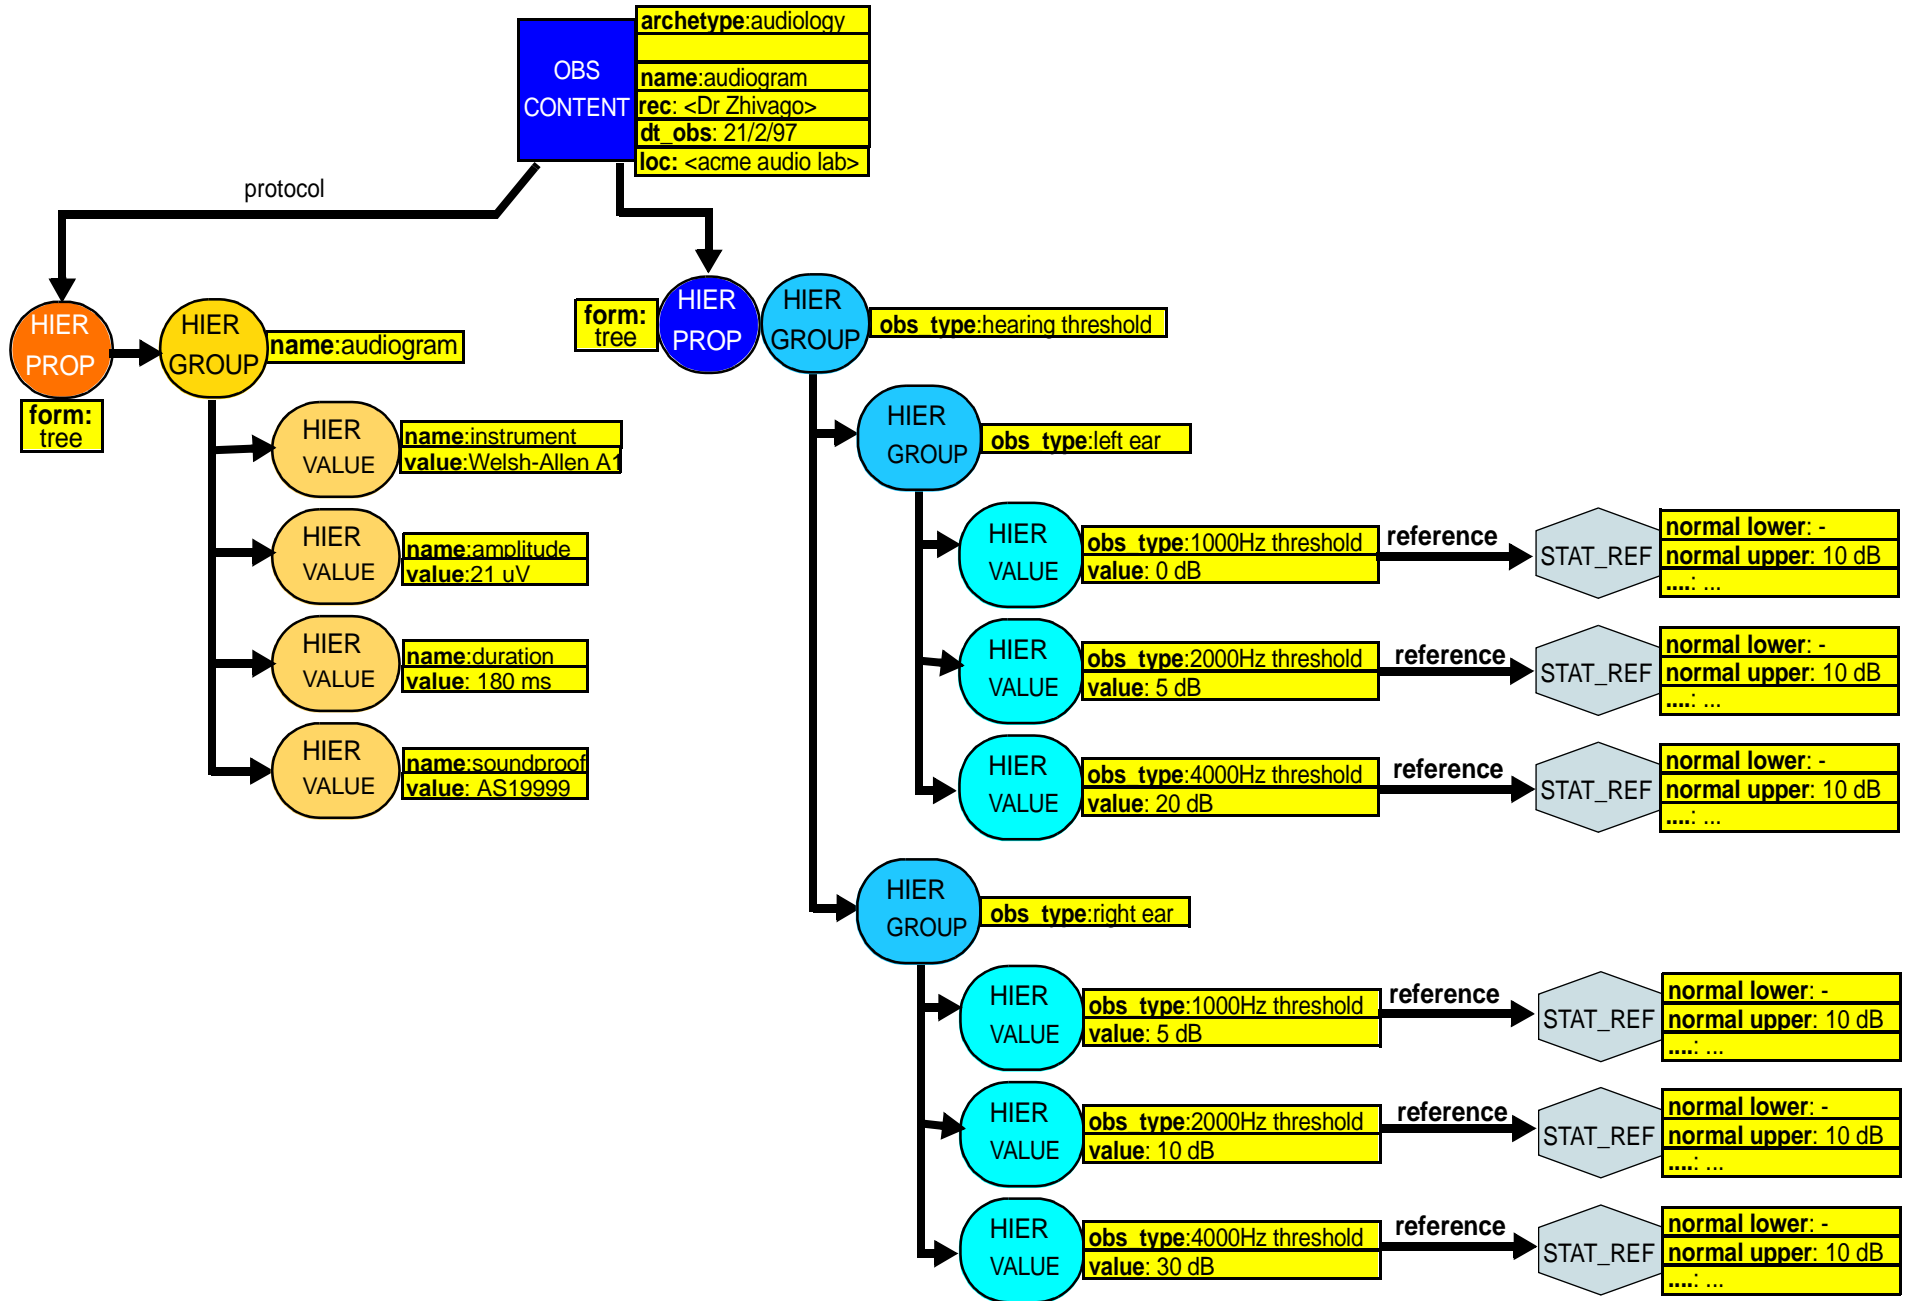 OBS
CONTENT
archetype:audiology
name:audiogram
rec: <Dr Zhivago>
dt_obs: 21/2/97
loc: <acme audio lab>
protocol
HIER
PROP
form:
tree
HIER
GROUP
name:audiogram
HIER
VALUE
name:instrument
value:Welsh-Allen A1
HIER
VALUE
name:amplitude
value:21 uV
HIER
VALUE
name:duration
value: 180 ms
HIER
VALUE
name:soundproof
value: AS19999
form:
tree
HIER
PROP
HIER
GROUP
obs_type:hearing threshold
HIER
GROUP
obs_type:left ear
HIER
VALUE
obs_type:1000Hz threshold
value: 0 dB
reference
STAT_REF
normal lower: -
normal upper: 10 dB
....: ...
HIER
VALUE
obs_type:2000Hz threshold
value: 5 dB
reference
STAT_REF
normal lower: -
normal upper: 10 dB
....: ...
HIER
VALUE
obs_type:4000Hz threshold
value: 20 dB
reference
STAT_REF
normal lower: -
normal upper: 10 dB
....: ...
HIER
GROUP
obs_type:right ear
HIER
VALUE
obs_type:1000Hz threshold
value: 5 dB
reference
STAT_REF
normal lower: -
normal upper: 10 dB
....: ...
HIER
VALUE
obs_type:2000Hz threshold
value: 10 dB
reference
STAT_REF
normal lower: -
normal upper: 10 dB
....: ...
HIER
VALUE
obs_type:4000Hz threshold
value: 30 dB
reference
STAT_REF
normal lower: -
normal upper: 10 dB
....: ...